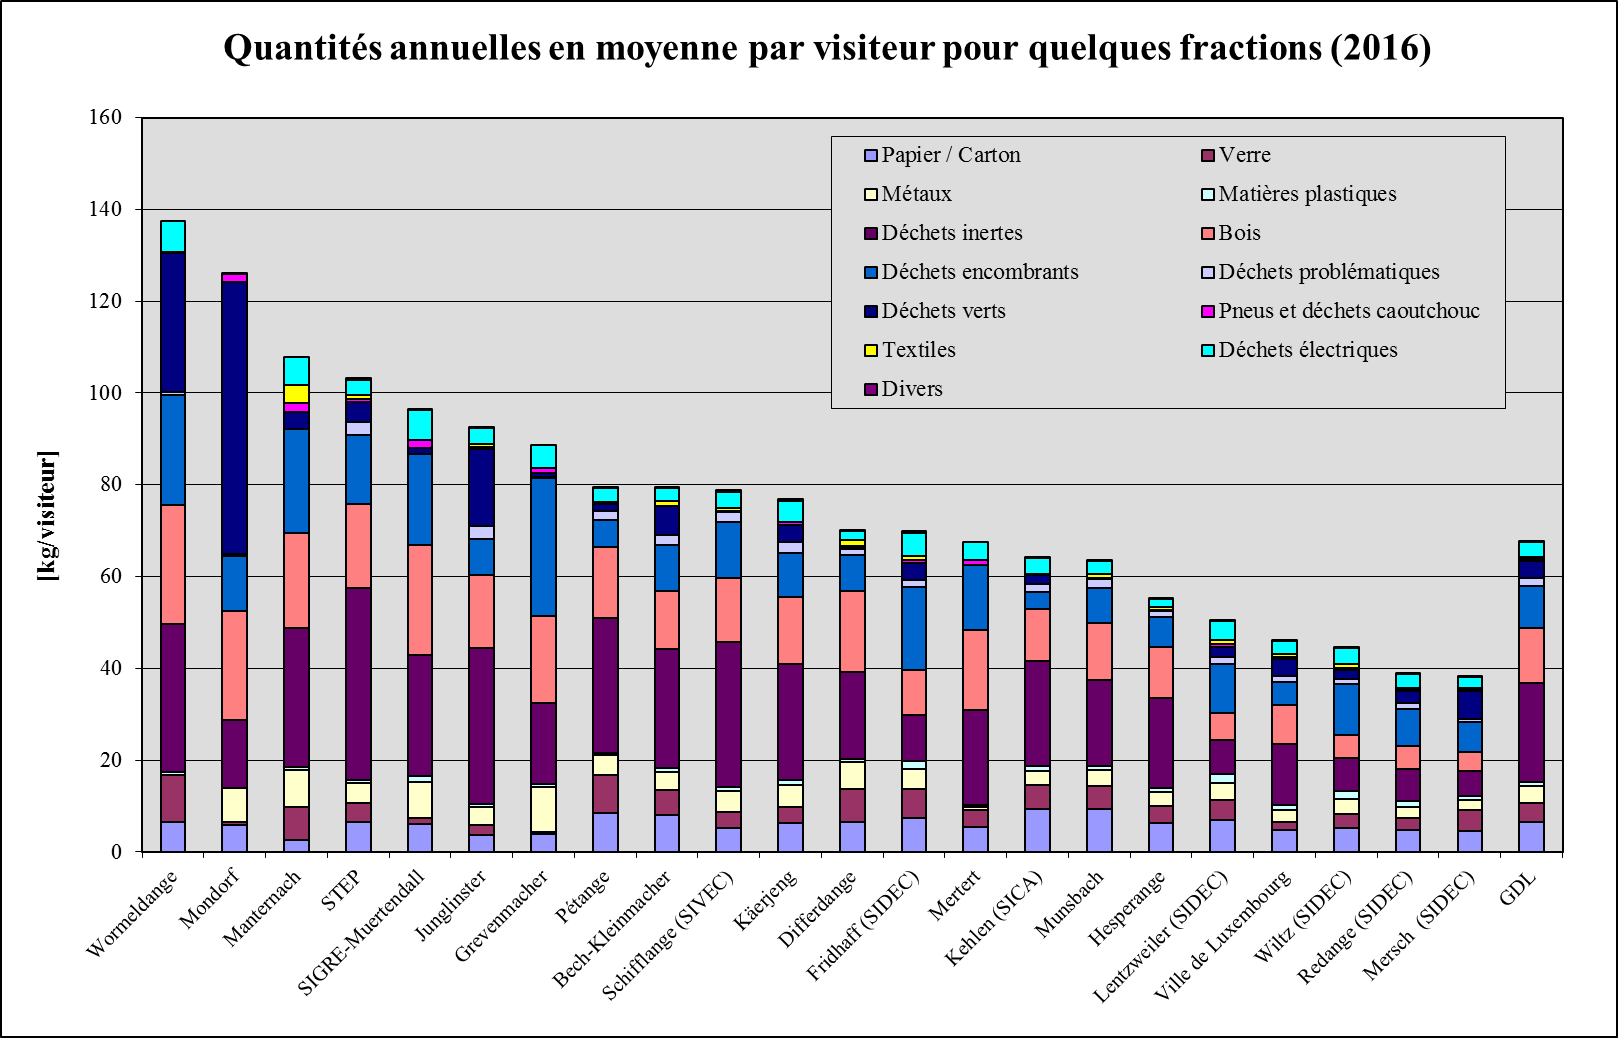 Quantités annuelles en moyenne par visiteur pour quelques fractions (2016)
160
140
120
100
80
60
40
20
0
[kg/visiteur]
Papier / Carton
Verre
Métaux
Matières plastiques
Déchets inertes
Bois
Déchets encombrants
Déchets problématiques
Déchets verts
Pneus et déchets caoutchouc
Textiles
Déchets électriques
Divers
Wormeldange
Mondorf
Manternach
STEP
SIGRE-Muertendall
Junglinster
Grevenmacher
Pétange
Bech-Kleinmacher
Schifflange (SIVEC)
Käerjeng
Differdange
Fridhaff (SIDEC)
Mertert
Kehlen (SICA)
Munsbach
Hesperange
Lentzweiler (SIDEC)
Ville de Luxembourg
Wiltz (SIDEC)
Redange (SIDEC)
Mersch (SIDEC)
GDL